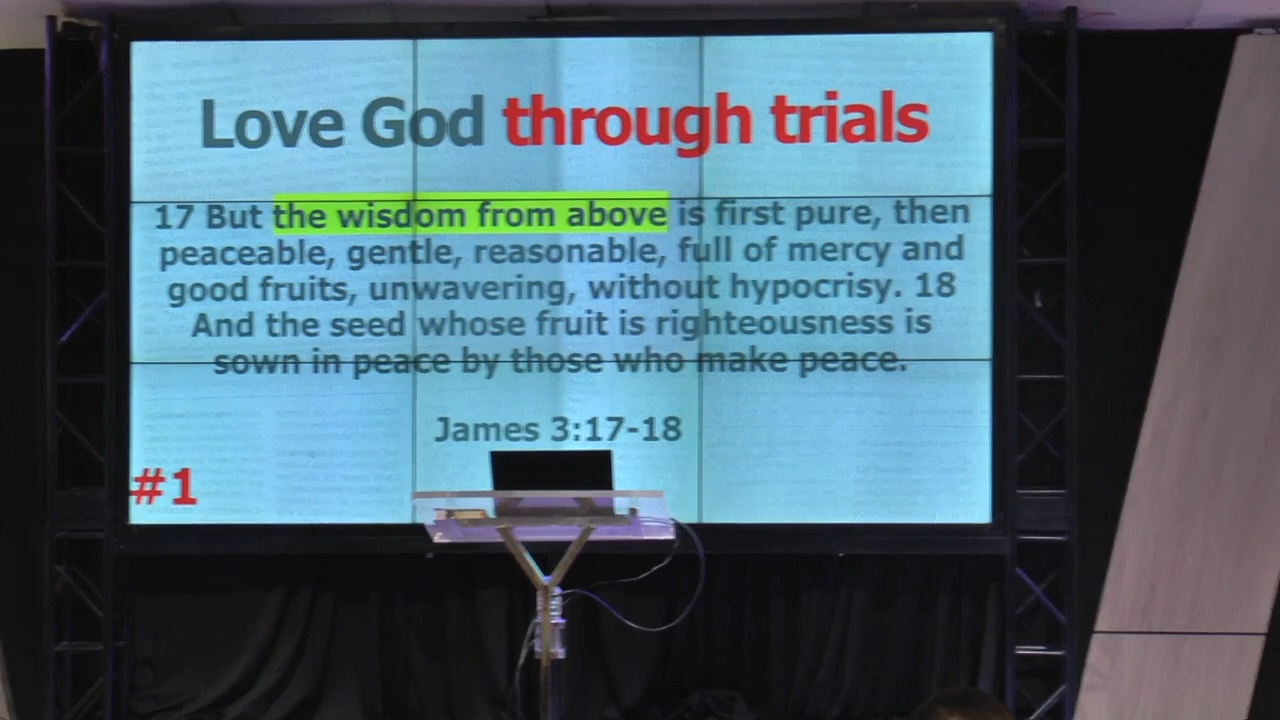 Love God through trials
17 But the wisdom from above is first pure, then
peaceable, gentle, reasonable, full of mercy and
good fruits, unwavering, without hypocrisy. 18
And the seed whose fruit is righteousness is
sown in peace by those who make peace.
James 3:17-18
#1